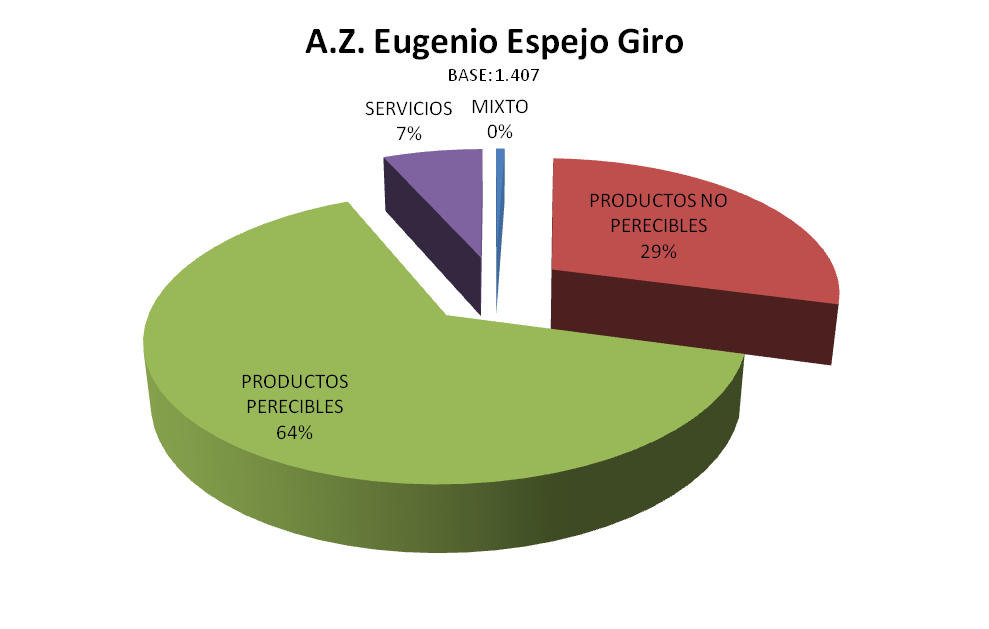 A.Z. Eugenio Espejo Giro
BASE: 1.407
SERVICIOS
7%
MIXTO
0%
PRODUCTOS NO
PERECIBLES
29%
PRODUCTOS
PERECIBLES
64%